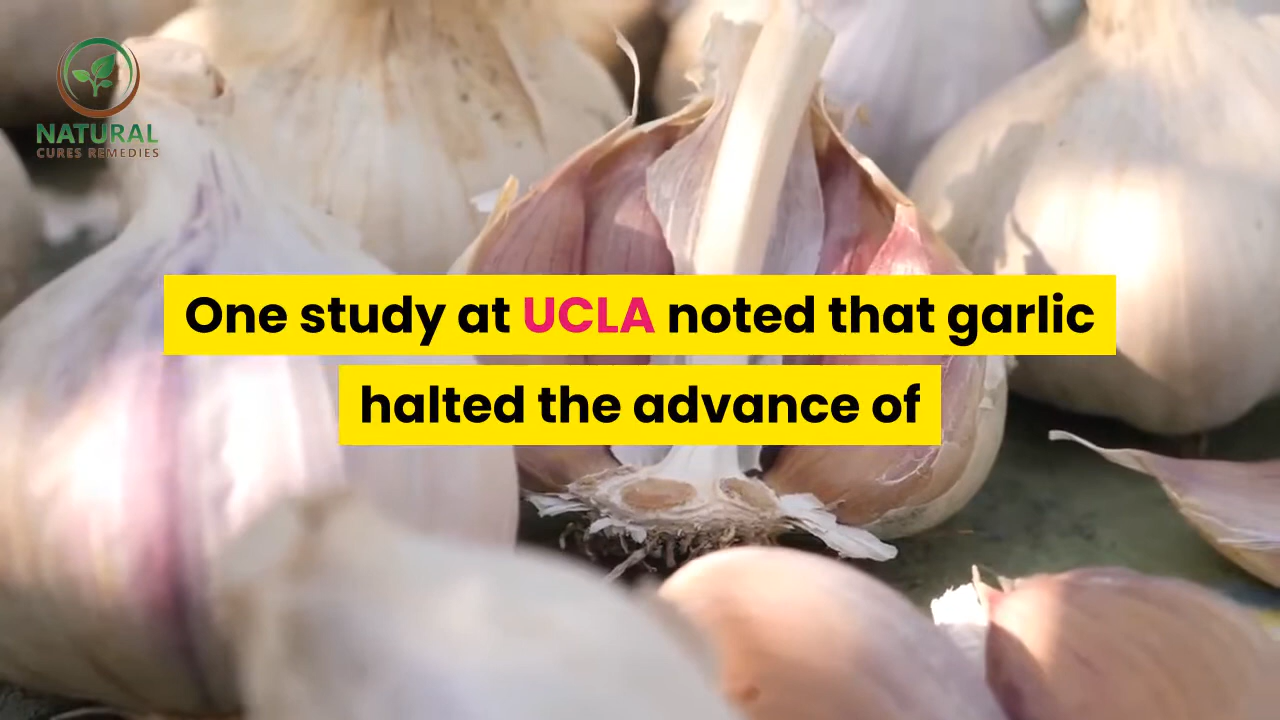 NATURAL
CURES REMEDIES
One study at UCLA noted that garlic
halted the advance of